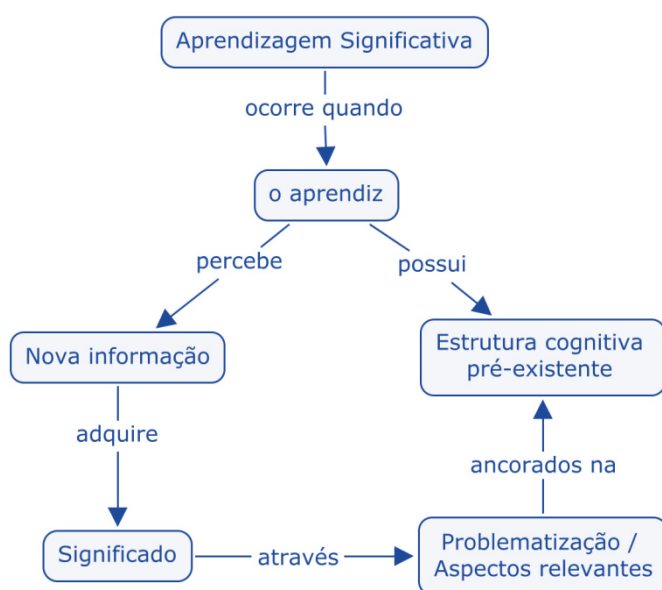 Aprendizagem Significativa
ocorre quando
o aprendiz
percebe
possui
Nova informação
Estrutura cognitiva
pré-existente
adquire
ancorados na
Significado
através
Problematização /
Aspectos relevantes